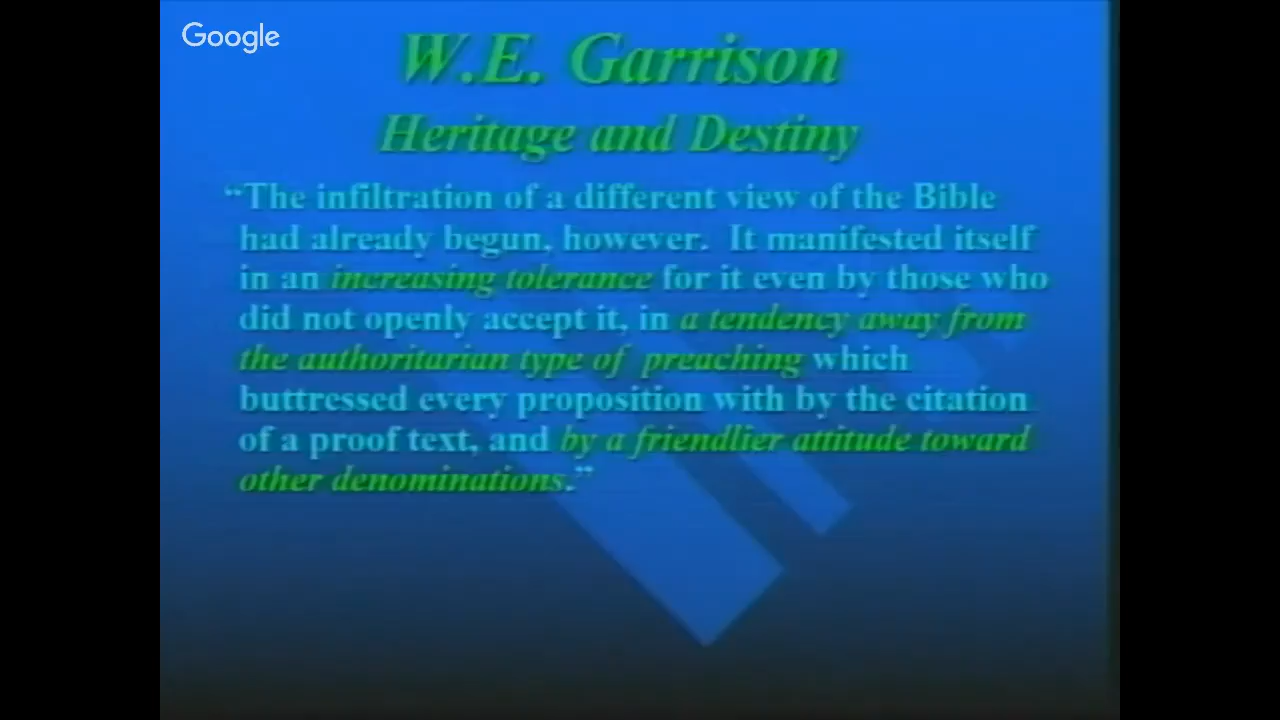 Google
W.E. Garrison
Heritage and Destiny
“The infiltration of a different view of the Bible
had already begun, however. It manifested itself
in an increasing tolerance for it even by those who
did not openly accept it, in a tendency away from
the authoritarian type of preaching which
buttressed every proposition with by the citation
of a proof text, and by a friendlier attitude toward
other denominations.”